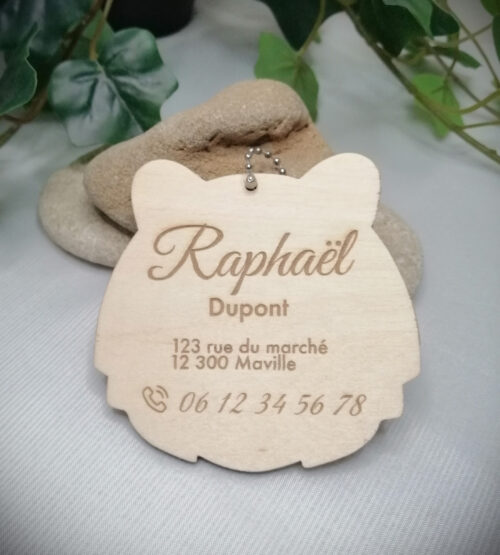 Raphaël
Dupont
123 rue du marché
12 300 Maville
06 12 34 56 78